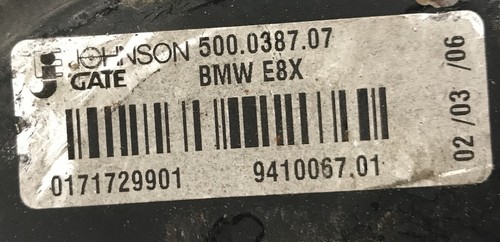 JOHNSON 500.0387.07
GATE BMW E8X
0171729901 9410067.01
02/03 /06